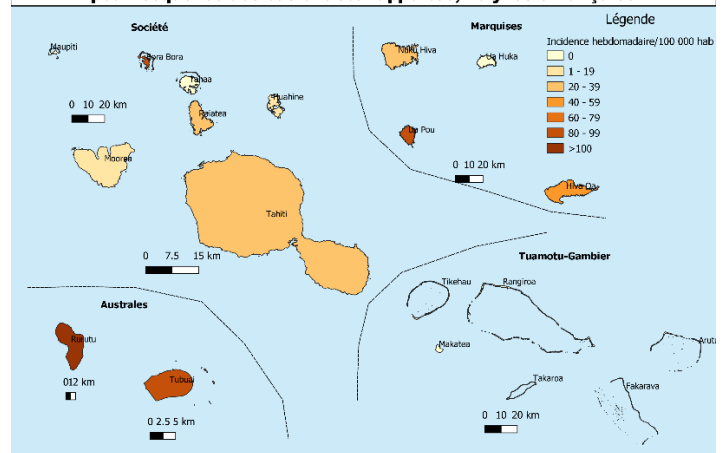 Société
Maupiti
Bora Bora
Tahaa
Huahine
Raiatea
0 10 20 km
Moorea
Tahiti
0 7.5 15 km
Marquises
Nuku Hiva
Ua Huka
Ua Pou
0 10 20 km
Hiva Oa
Légende
Incidence hebdomadaire/100 000 hab
0
1 - 19
20 - 39
40 - 59
60 - 79
80 - 99
>100
Australes
Rurutu
012 km
Tubuai
0 2.5 5 km
Tuamotu-Gambier
Tikehau
Rangiroa
Makatea
Arutu
Takaroa
Fakarava
0 10 20 km